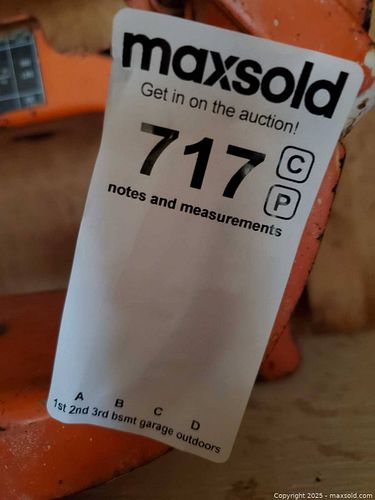 maxsold
Get in on the auction!
717
C
P
notes and measurements
A B C D
1st 2nd 3rd bsmt garage outdoors
Copyright 2025 - maxsold.com